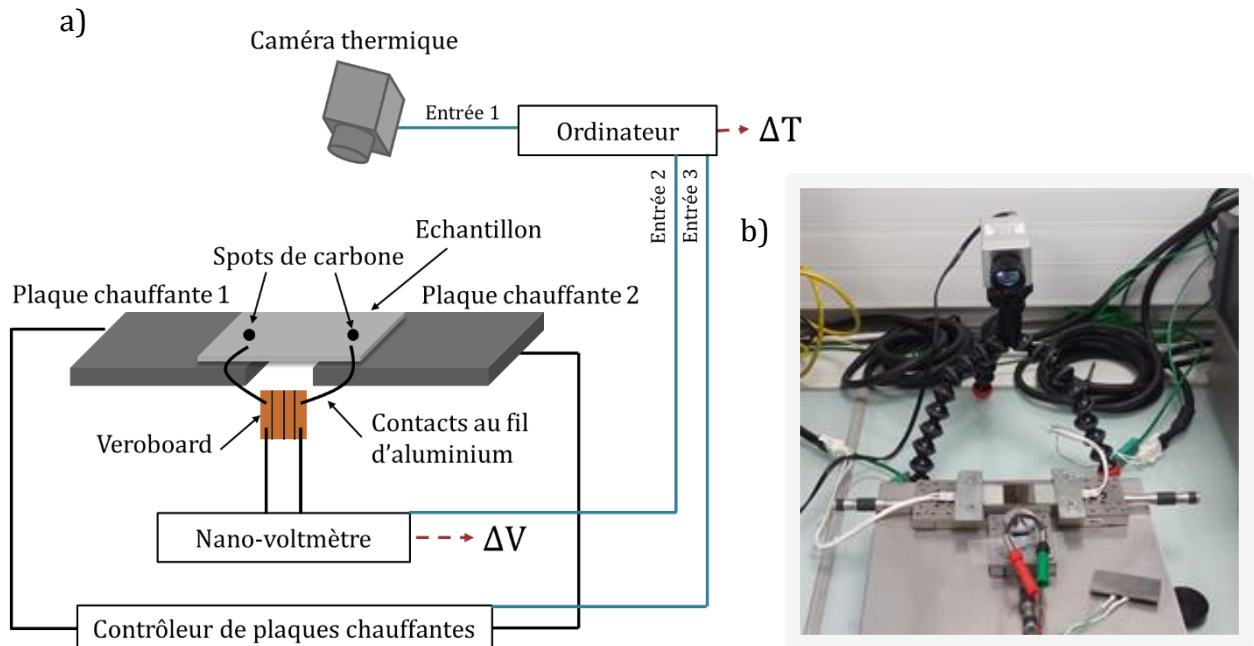 a)
Caméra thermique
Entrée 1
Ordinateur
ΔT
Entrée 2
Entrée 3
b)
Echantillon
Spots de carbone
Plaque chauffante 1
Plaque chauffante 2
Veroboard
Contacts au fil
d'aluminium
Nano-voltmètre
ΔV
Contrôleur de plaques chauffantes